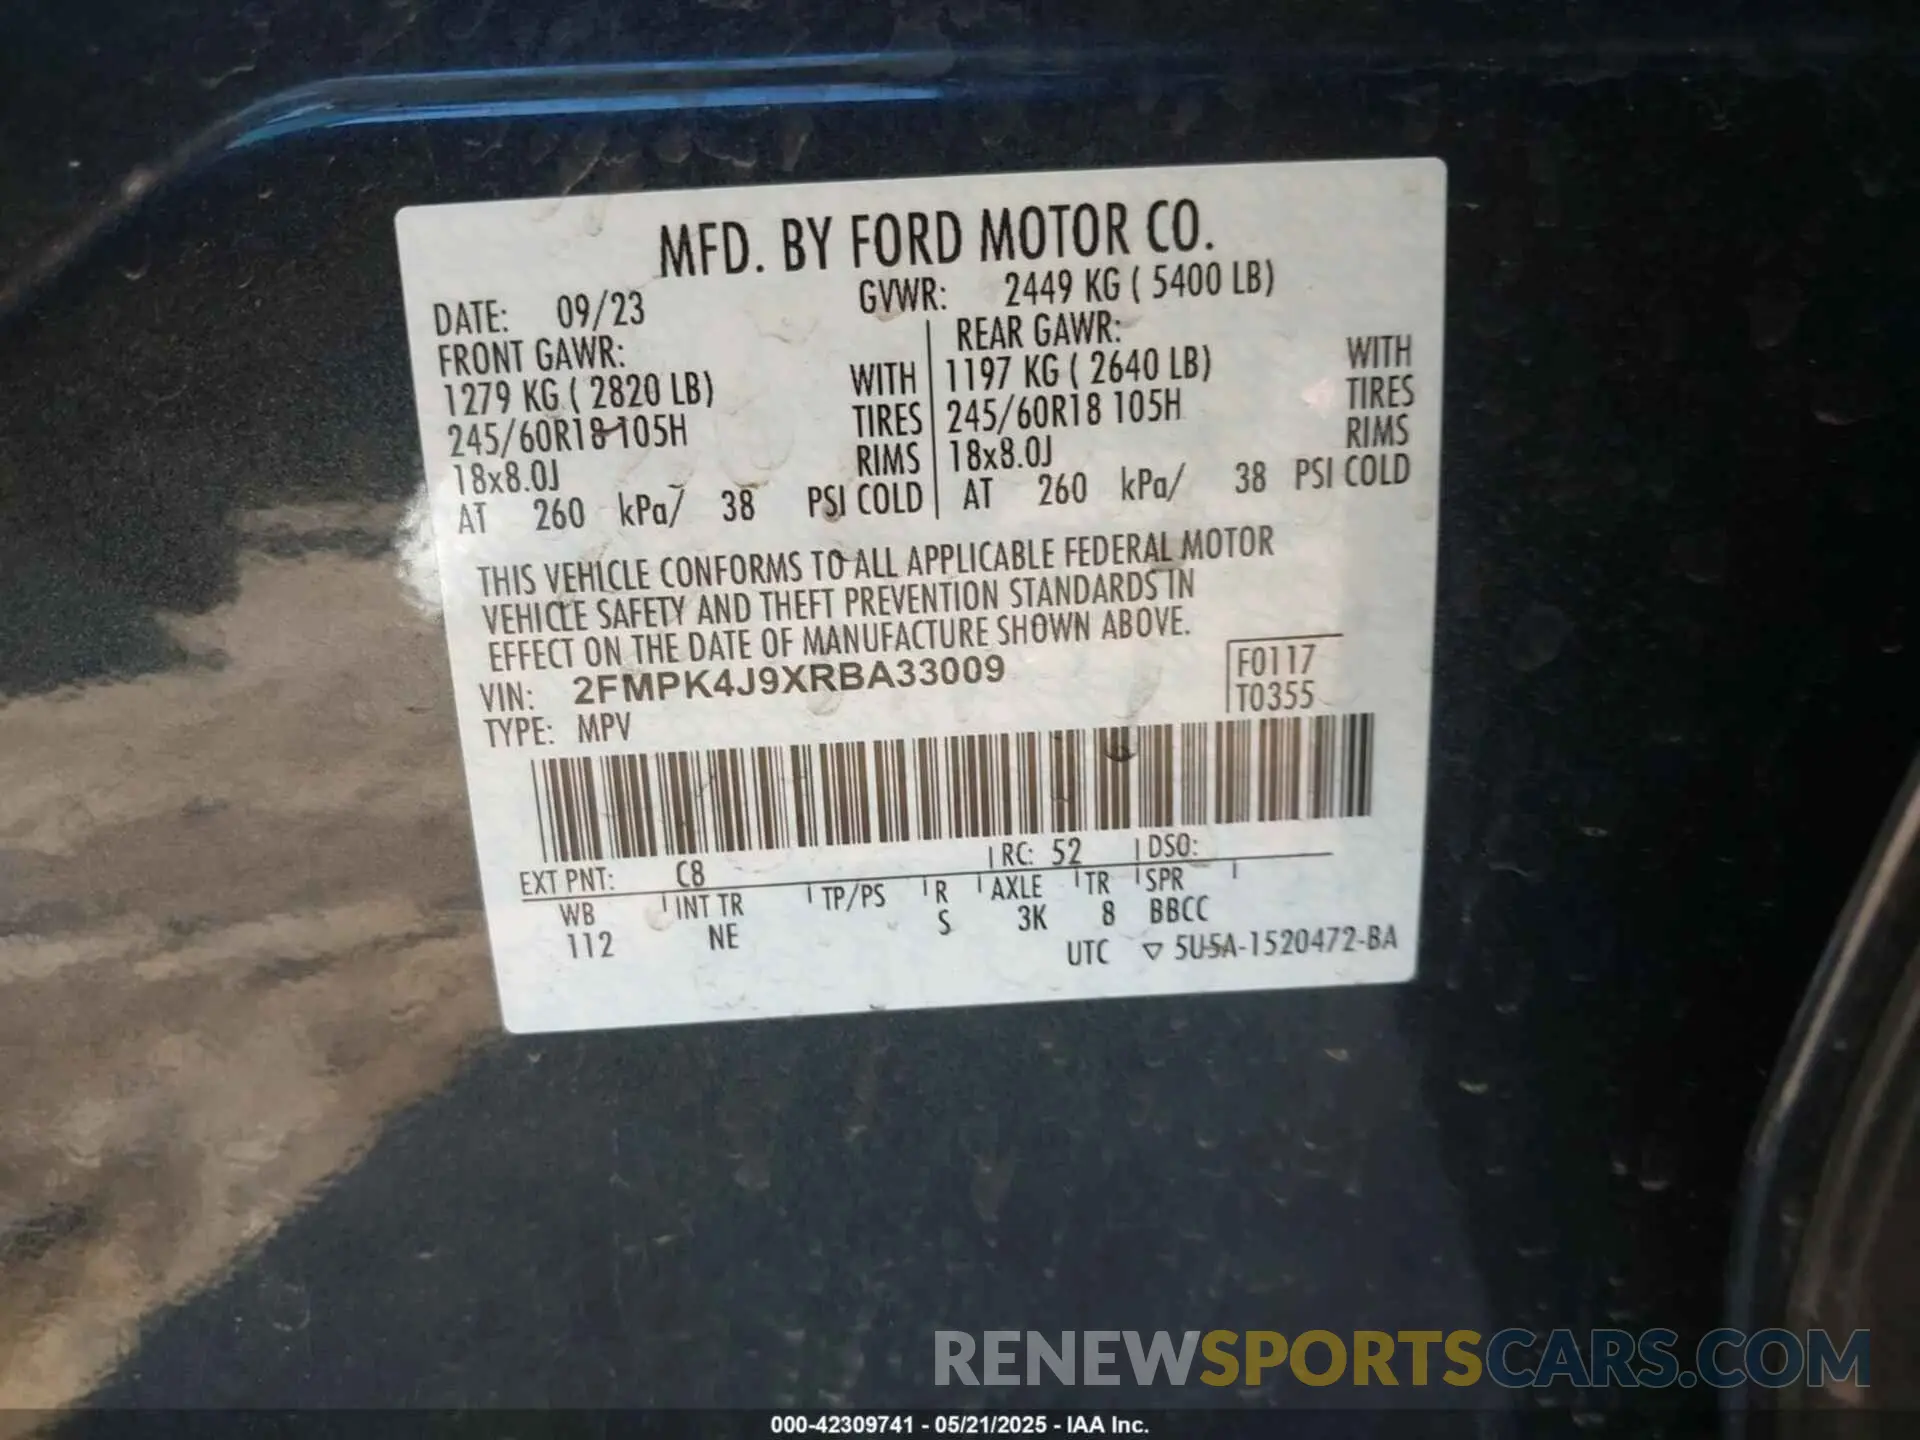 MFD. BY FORD MOTOR CO.
DATE: 09/23 GVWR: 2449 KG ( 5400 LB)
FRONT GAWR: REAR GAWR:
1279 KG ( 2820 LB) WITH 1197 KG ( 2640 LB) WITH
245/60R18 105H TIRES 245/60R18 105H TIRES
18x8.0J RIMS 18x8.0J RIMS
AT 260 kPa/ 38 PSI COLD AT 260 kPa/ 38 PSI COLD
THIS VEHICLE CONFORMS TO ALL APPLICABLE FEDERAL MOTOR
VEHICLE SAFETY AND THEFT PREVENTION STANDARDS IN
EFFECT ON THE DATE OF MANUFACTURE SHOWN ABOVE.
VIN: 2FMPK4J9XRBA33009 F0117
TYPE: MPV T0355
EXT PNT: C8 RC: 52 DSO:
WB INT TR TP/PS R AXLE TR SPR
112 NE S 3K 8 BBCC
UTC ▽ 5U5A-1520472-BA
RENEWSPORTSCARS.COM
000-42309741 - 05/21/2025 - IAA Inc.